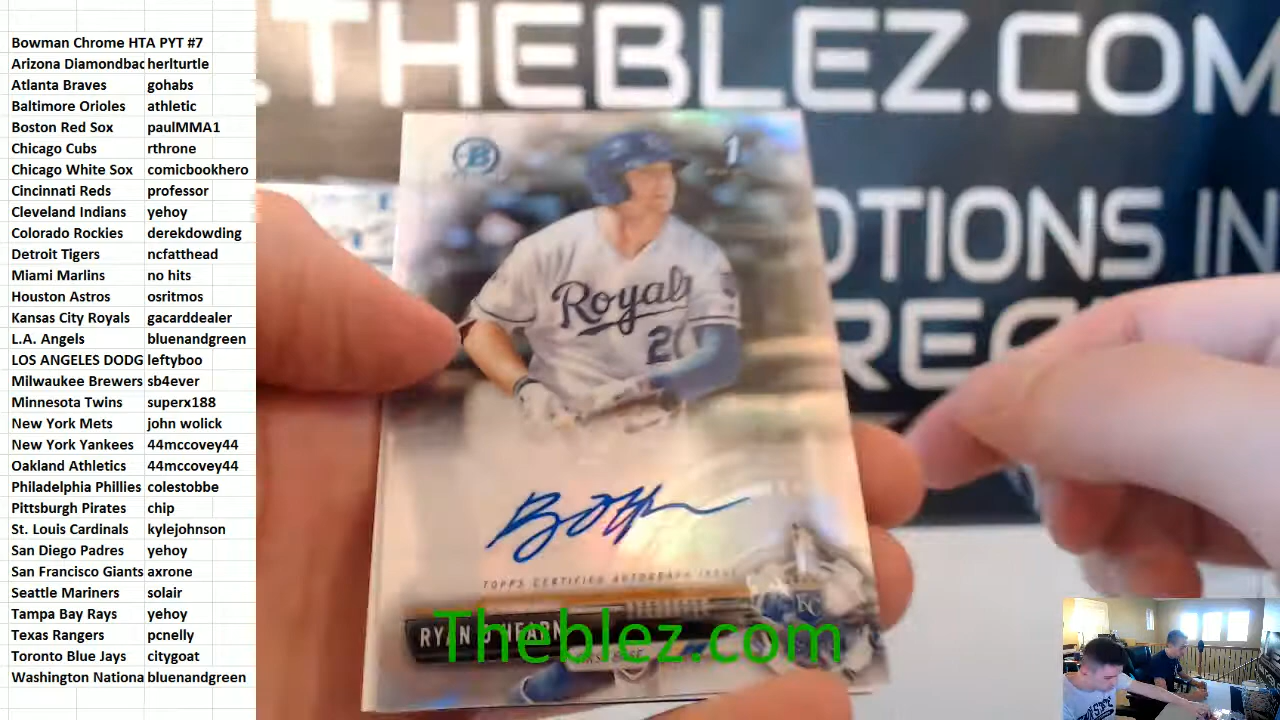 Bowman Chrome HTA PYT #7
Arizona Diamondbac herlturtle
Atlanta Braves gohabs
Baltimore Orioles athletic
Boston Red Sox paulMMA1
Chicago Cubs rthrone
Chicago White Sox comicbookhero
Cincinnati Reds professor
Cleveland Indians yehoy
Colorado Rockies derekdowding
Detroit Tigers ncfatthead
Miami Marlins no hits
Houston Astros osritmos
Kansas City Royals gacarddealer
L.A. Angels bluenandgreen
LOS ANGELES DODG leftyboo
Milwaukee Brewers sb4ever
Minnesota Twins superx188
New York Mets john wolick
New York Yankees 44mccovey44
Oakland Athletics 44mccovey44
Philadelphia Phillies colestobbe
Pittsburgh Pirates chip
St. Louis Cardinals kylejohnson
San Diego Padres yehoy
San Francisco Giants axrone
Seattle Mariners solair
Tampa Bay Rays yehoy
Texas Rangers pcnelly
Toronto Blue Jays citygoat
Washington Nationa bluenandgreen
.THEBLEZ.COM
OTIONS IN
REC
B
1
Royals
20
TOPPS CERTIFIED AUTOGRAPH ISSUE
KC
RYAN O'HEARN
Theblez.com